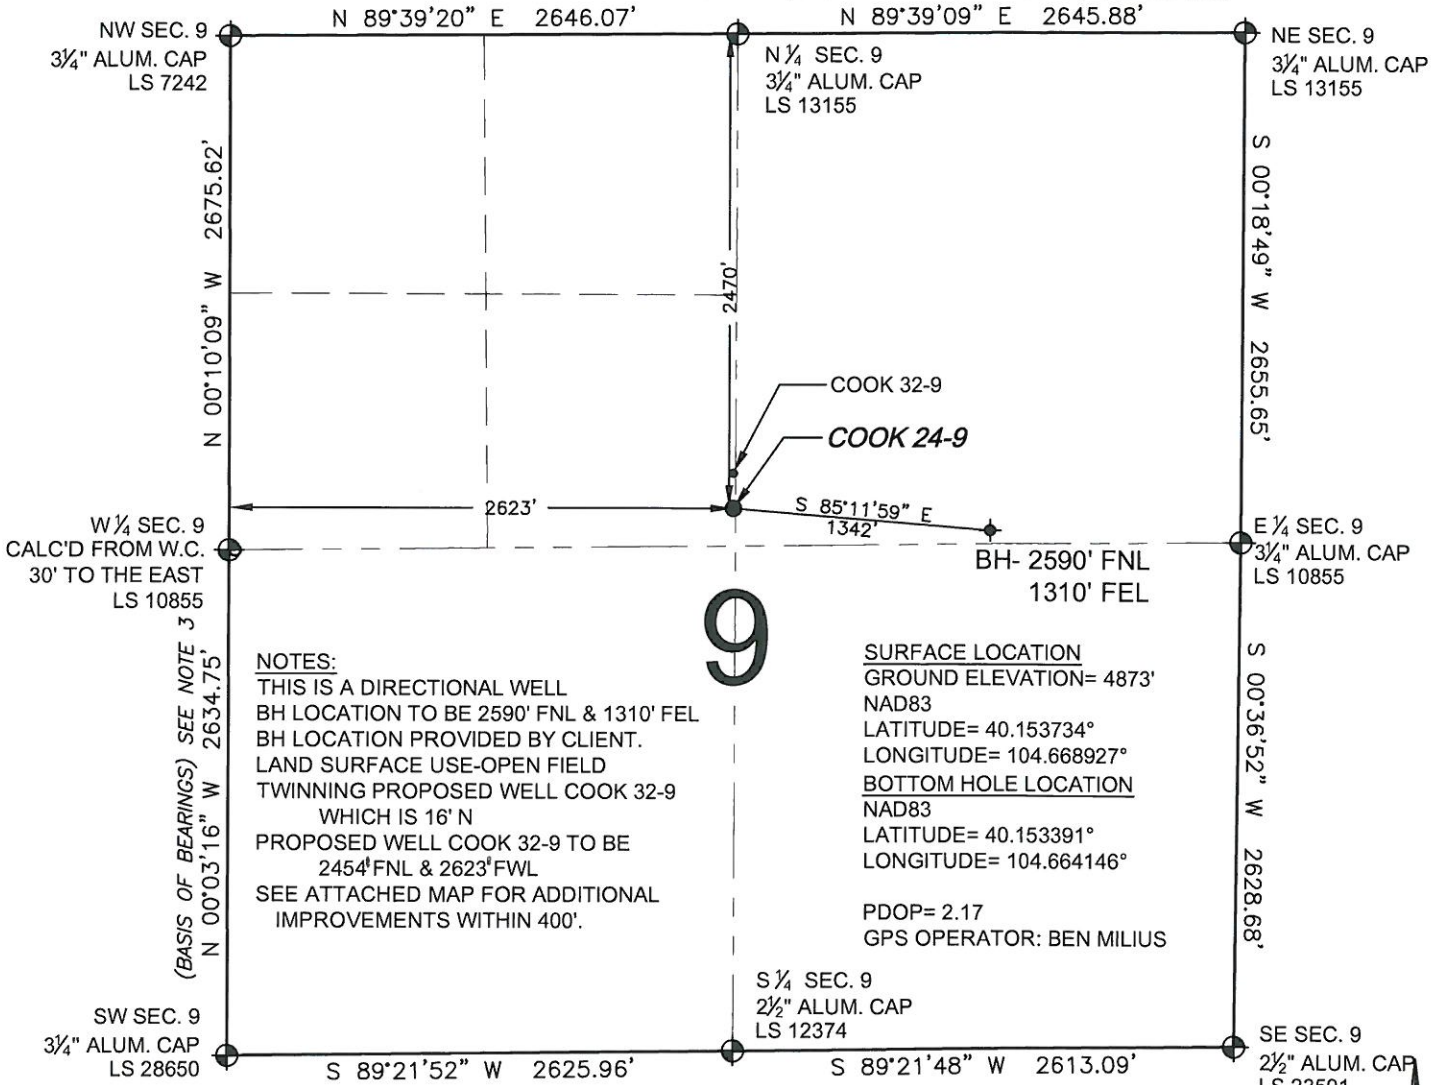 N 89°39'20" E 2646.07'
N 89°39'09" E 2645.88'
NW SEC. 9
3¼" ALUM. CAP
LS 7242
N ¼ SEC. 9
3¼" ALUM. CAP
LS 13155
NE SEC. 9
3¼" ALUM. CAP
LS 13155
N 00°10'09" W 2675.62'
S 00°18'49" W 2655.65'
2470'
COOK 32-9
COOK 24-9
2623'
S 85°11'59" E
1342'
W ¼ SEC. 9
CALC'D FROM W.C.
30' TO THE EAST
LS 10855
E ¼ SEC. 9
3¼" ALUM. CAP
LS 10855
BH- 2590' FNL
1310' FEL
9
(BASIS OF BEARINGS) SEE NOTE 3
N 00°03'16" W 2634.75'
NOTES:
THIS IS A DIRECTIONAL WELL
BH LOCATION TO BE 2590' FNL & 1310' FEL
BH LOCATION PROVIDED BY CLIENT.
LAND SURFACE USE-OPEN FIELD
TWINNING PROPOSED WELL COOK 32-9
WHICH IS 16' N
PROPOSED WELL COOK 32-9 TO BE
2454' FNL & 2623' FWL
SEE ATTACHED MAP FOR ADDITIONAL
IMPROVEMENTS WITHIN 400'.
SURFACE LOCATION
GROUND ELEVATION= 4873'
NAD83
LATITUDE= 40.153734°
LONGITUDE= 104.668927°
BOTTOM HOLE LOCATION
NAD83
LATITUDE= 40.153391°
LONGITUDE= 104.664146°
PDOP= 2.17
GPS OPERATOR: BEN MILIUS
S 00°36'52" W 2628.68'
SW SEC. 9
3¼" ALUM. CAP
LS 28650
S ¼ SEC. 9
2½" ALUM. CAP
LS 12374
SE SEC. 9
2½" ALUM. CAP
LS
S 89°21'52" W 2625.96'
S 89°21'48" W 2613.09'